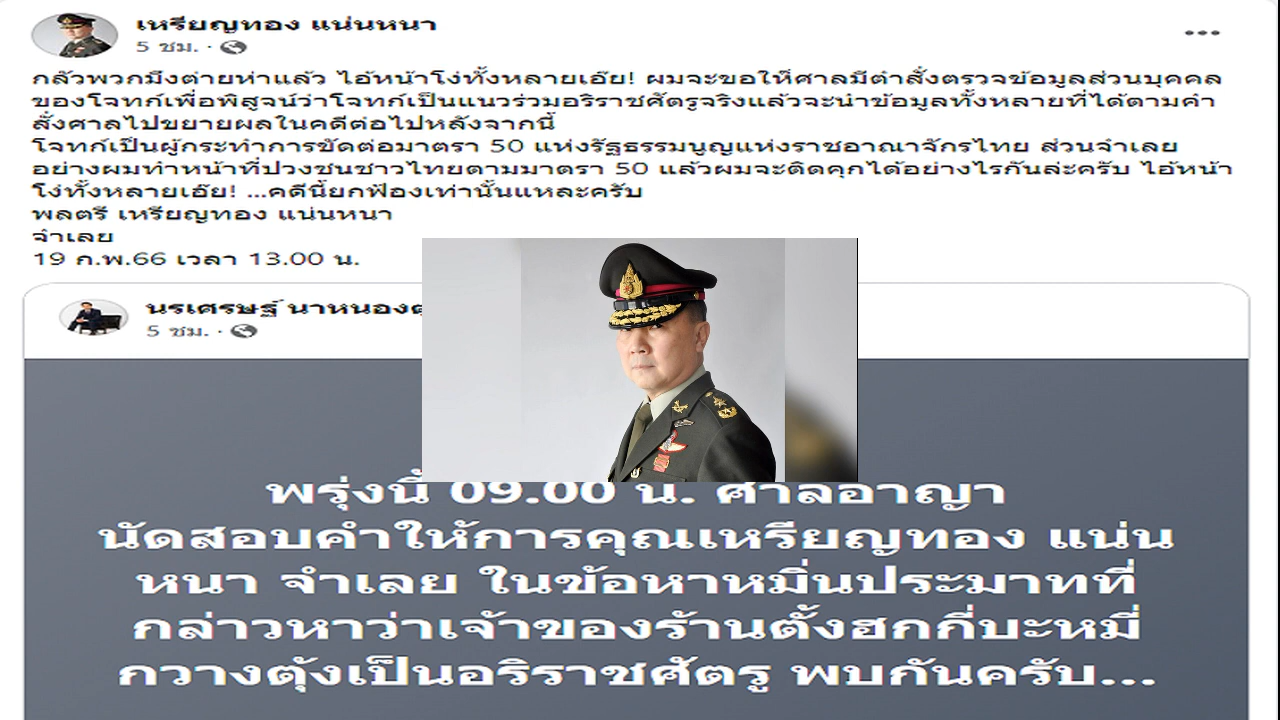 เหรียญทอง แน่นหนา
5 ชม. ·
กลัวพวกมึงตายห่าแล้ว ไอ้หน้าโง่ทั้งหลายเอ๊ย! ผมจะขอให้ศาลมีคำสั่งตรวจข้อมูลส่วนบุคคล
ของโจทก์เพื่อพิสูจน์ว่าโจทก์เป็นแนวร่วมอริราชศัตรูจริงแล้วจะนำข้อมูลทั้งหลายที่ได้ตามคำ
สั่งศาลไปขยายผลในคดีต่อไปหลังจากนี้
โจทก์เป็นผู้กระทำการขัดต่อมาตรา 50 แห่งรัฐธรรมนูญแห่งราชอาณาจักรไทย ส่วนจำเลย
อย่างผมทำหน้าที่ปวงชนชาวไทยตามมาตรา 50 แล้วผมจะติดคุกได้อย่างไรกันล่ะครับ ไอ้หน้า
โง่ทั้งหลายเอ๊ย! ...คดีนี้ยกฟ้องเท่านั้นแหละครับ
พลตรี เหรียญทอง แน่นหนา
จำเลย
19 ก.พ.66 เวลา 13.00 น.
นรเศรษฐ์ นาหนองตู
5 ชม. ·
พรุ่งนี้ 09.00 น. ศาลอาญา
นัดสอบคำให้การคุณเหรียญทอง แน่น
หนา จำเลย ในข้อหาหมิ่นประมาทที่
กล่าวหาว่าเจ้าของร้านตั้งฮกกี่บะหมี่
กวางตุ้งเป็นอริราชศัตรู พบกันครับ...